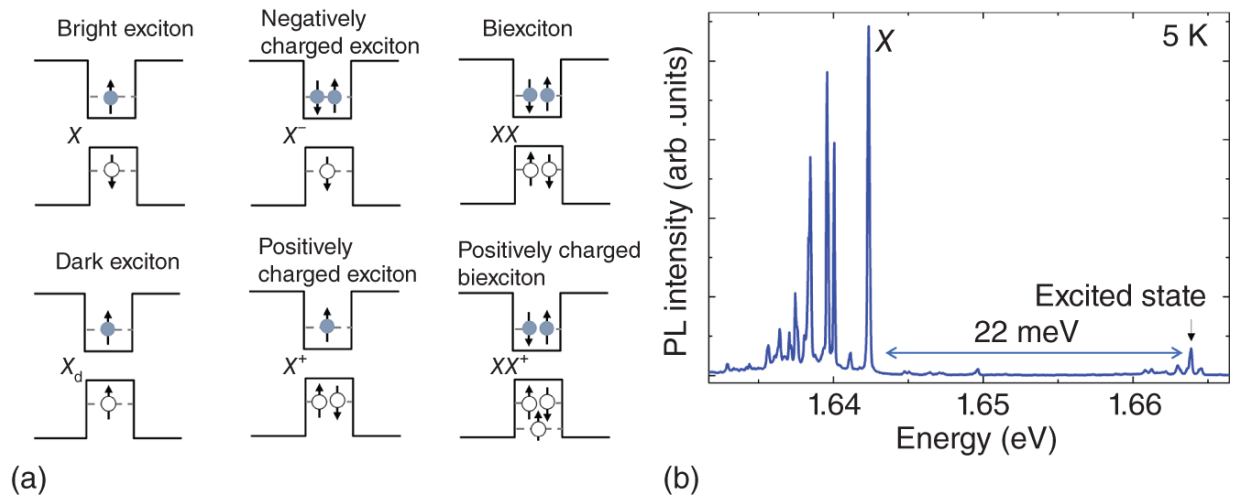 Bright exciton
Negatively
charged exciton
Biexciton
X
X⁻
XX
Dark exciton
Positively
charged exciton
Positively charged
biexciton
X_d
X⁺
XX⁺
(a)
PL intensity (arb .units)
X
5 K
Excited state
22 meV
1.64
1.65
1.66
Energy (eV)
(b)